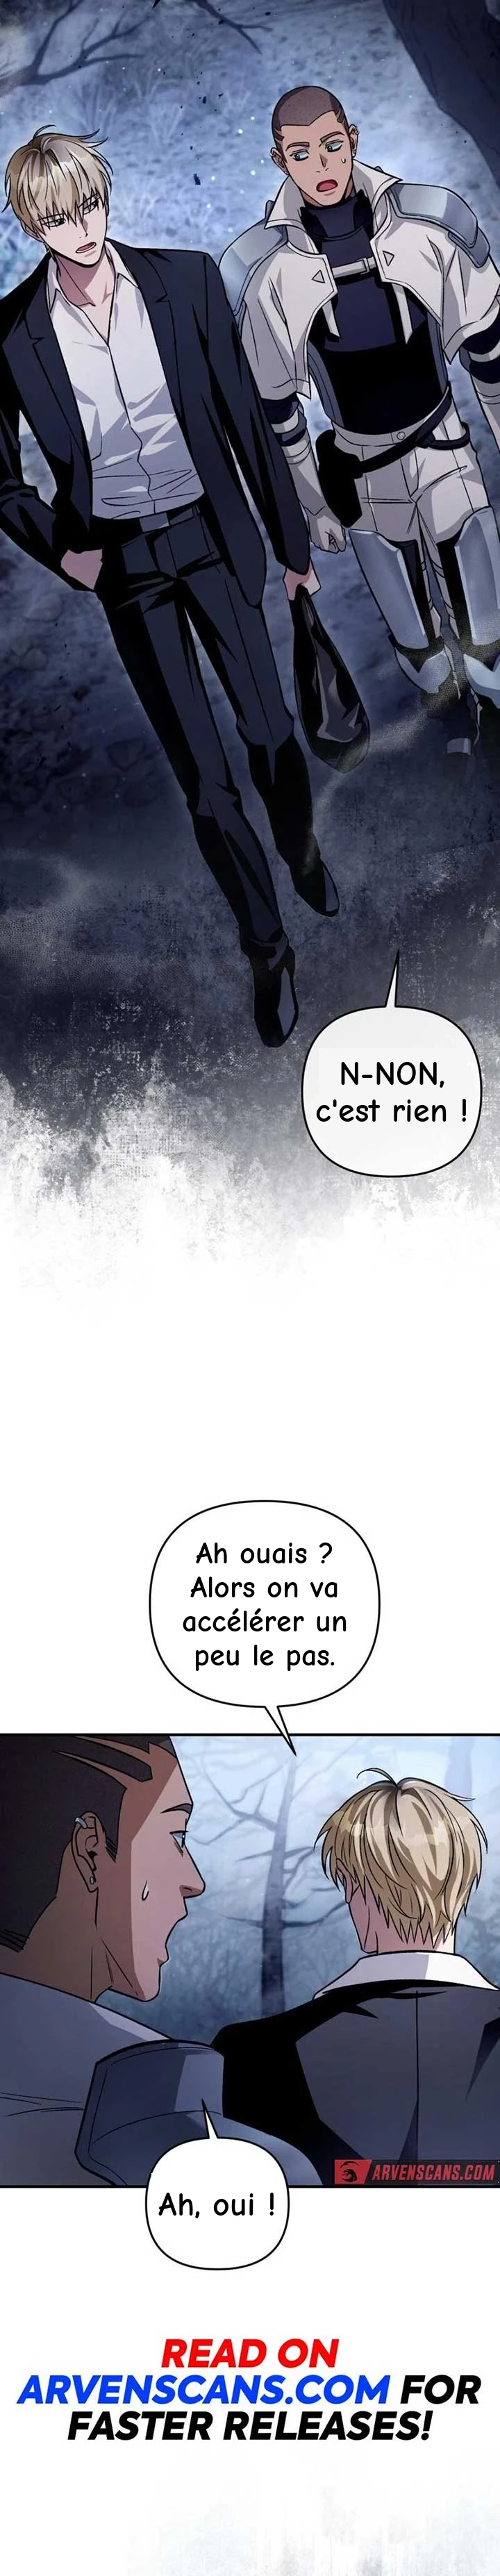 N-NON,
c'est rien !
Ah ouais ?
Alors on va
accélérer un
peu le pas.
ARVENSCANS.COM
Ah, oui !
READ ON
ARVENSCANS.COM FOR
FASTER RELEASES!